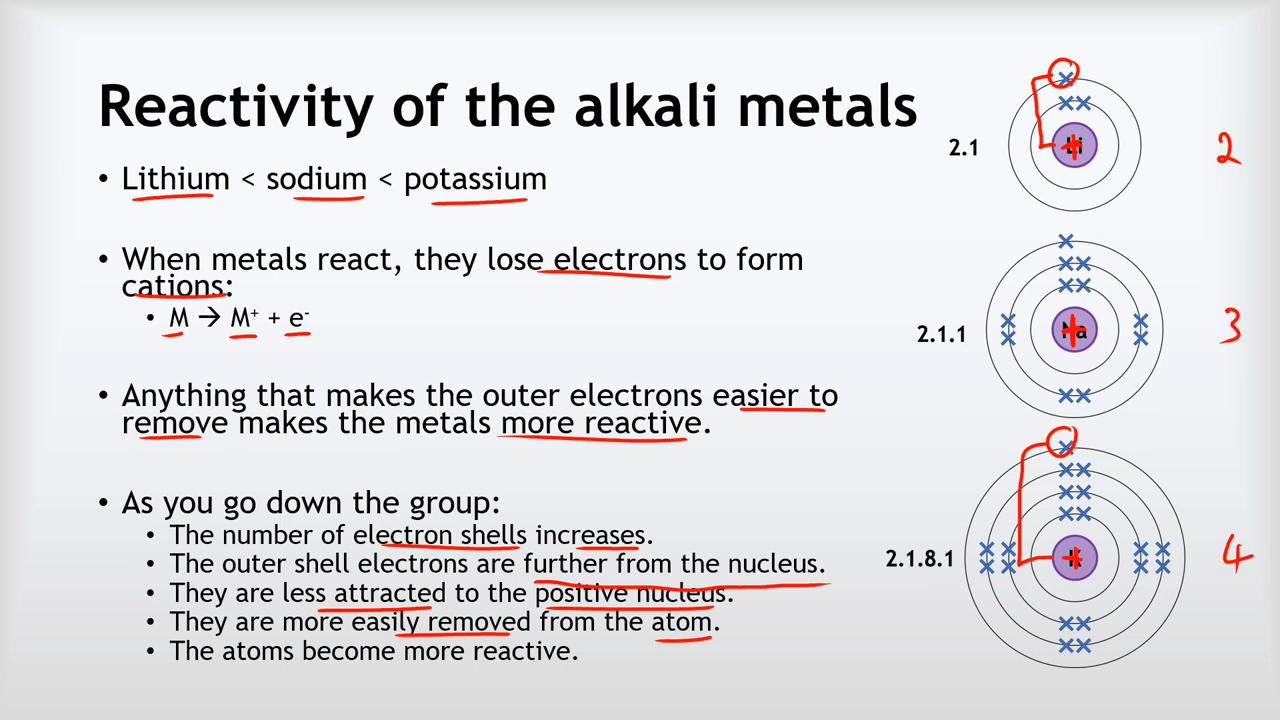 Reactivity of the alkali metals
• Lithium < sodium < potassium
• When metals react, they lose electrons to form
cations:
• M → M⁺ + e⁻
• Anything that makes the outer electrons easier to
remove makes the metals more reactive.
• As you go down the group:
• The number of electron shells increases.
• The outer shell electrons are further from the nucleus.
• They are less attracted to the positive nucleus.
• They are more easily removed from the atom.
• The atoms become more reactive.
2.1
Li
2
2.1.1
Na
3
2.1.8.1
K
4